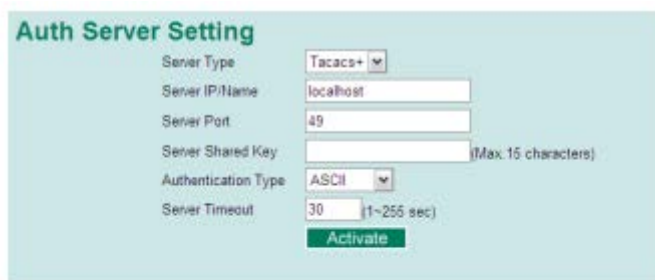 Auth Server Setting
Server Type Tacacs+
Server IP/Name localhost
Server Port 49
Server Shared Key (Max.15 characters)
Authentication Type ASCII
Server Timeout 30 (1~255 sec)
Activate